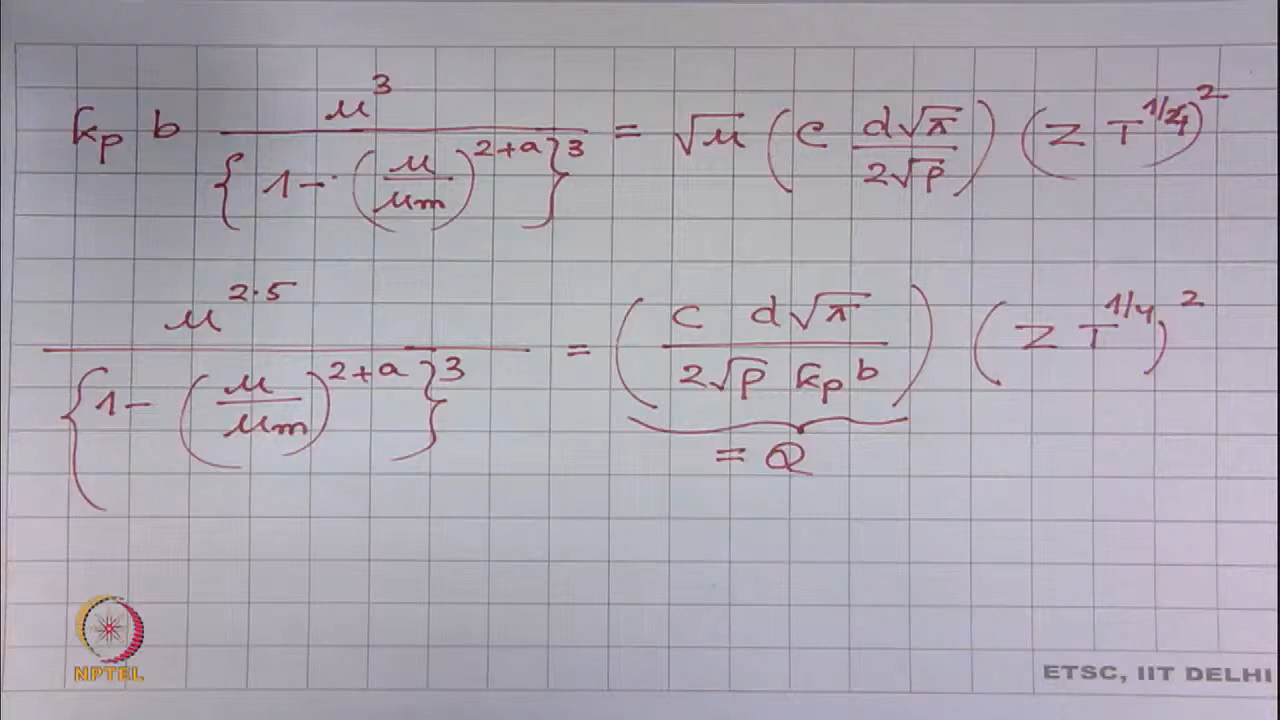 kp b μ³ / { 1 - (μ/μm)^(2+a) }³ = √μ ( c d√π / 2√p ) ( Z T^(1/4) )²
μ^2.5 / { 1 - (μ/μm)^(2+a) }³ = ( c d√π / 2√p kp b ) ( Z T^(1/4) )²
= Q
NPTEL
ETSC, IIT DELHI